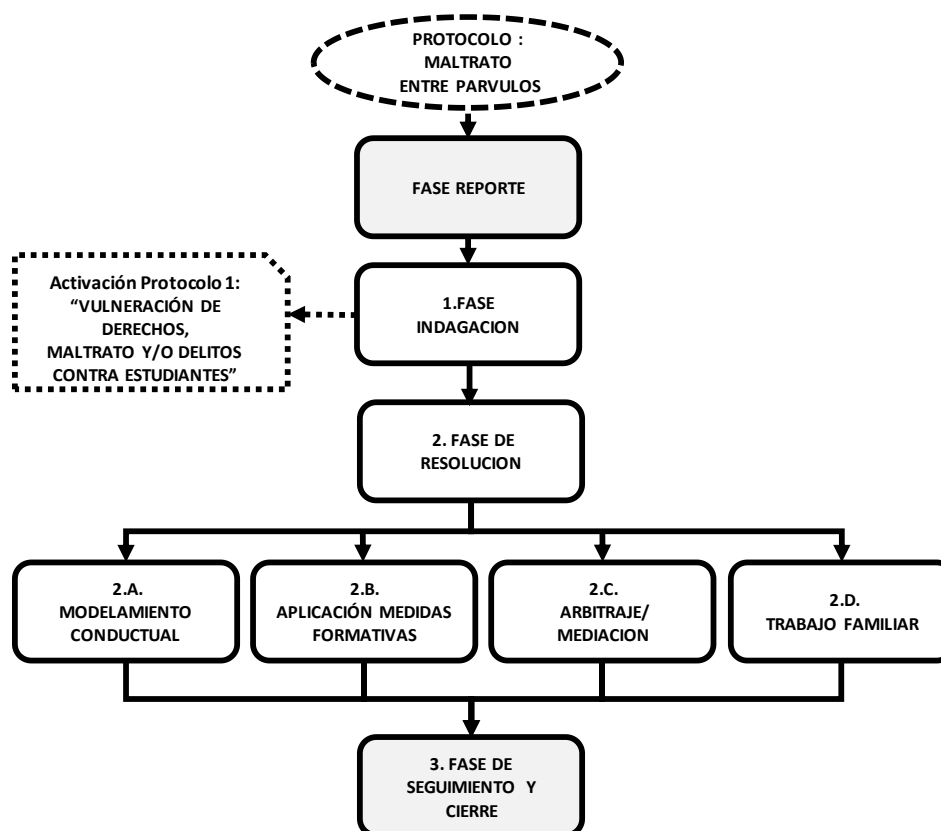 PROTOCOLO :
MALTRATO
ENTRE PARVULOS
FASE REPORTE
Activación Protocolo 1:
“VULNERACIÓN DE
DERECHOS,
MALTRATO Y/O DELITOS
CONTRA ESTUDIANTES”
1.FASE
INDAGACION
2. FASE DE
RESOLUCION
2.A.
MODELAMIENTO
CONDUCTUAL
2.B.
APLICACIÓN MEDIDAS
FORMATIVAS
2.C.
ARBITRAJE/
MEDIACION
2.D.
TRABAJO FAMILIAR
3. FASE DE
SEGUIMIENTO Y
CIERRE